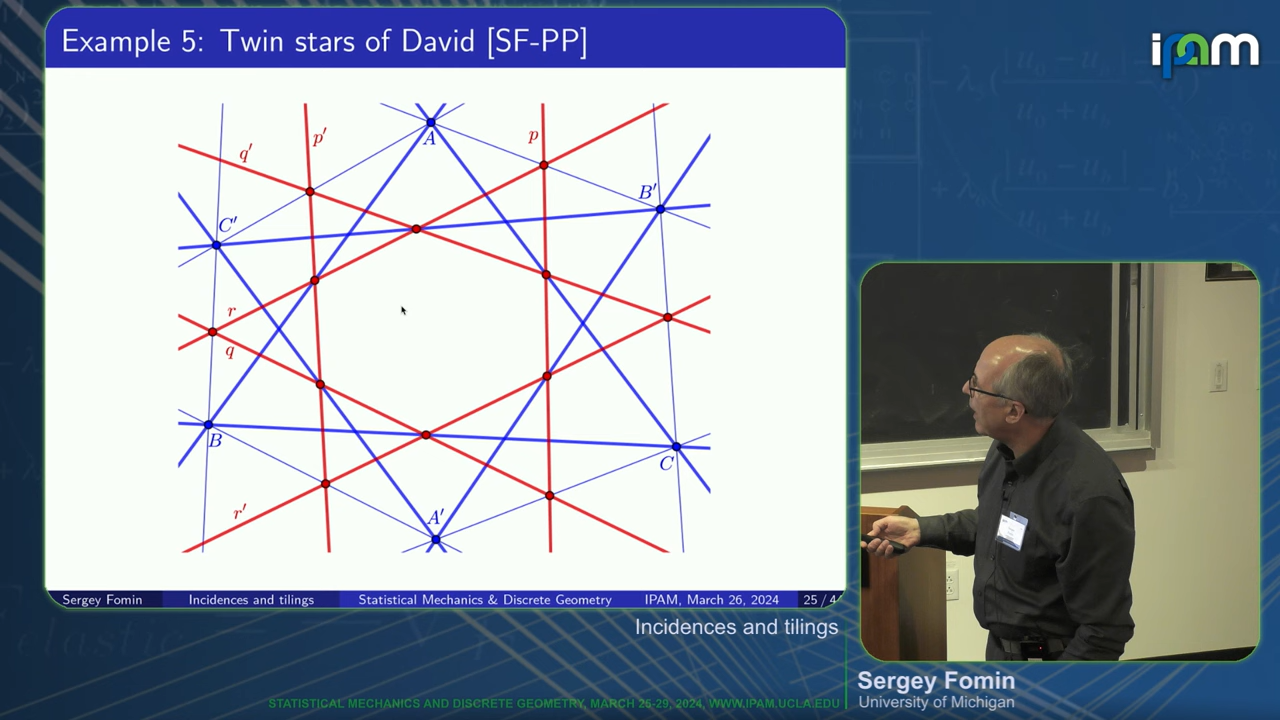 Example 5: Twin stars of David [SF-PP]
ipam
A
p'
p
q'
B'
C'
r
q
B
C
A'
r'
Sergey Fomin Incidences and tilings Statistical Mechanics & Discrete Geometry IPAM, March 26, 2024 25 / 44
Incidences and tilings
Sergey Fomin
University of Michigan
STATISTICAL MECHANICS AND DISCRETE GEOMETRY, MARCH 25-29, 2024, WWW.IPAM.UCLA.EDU